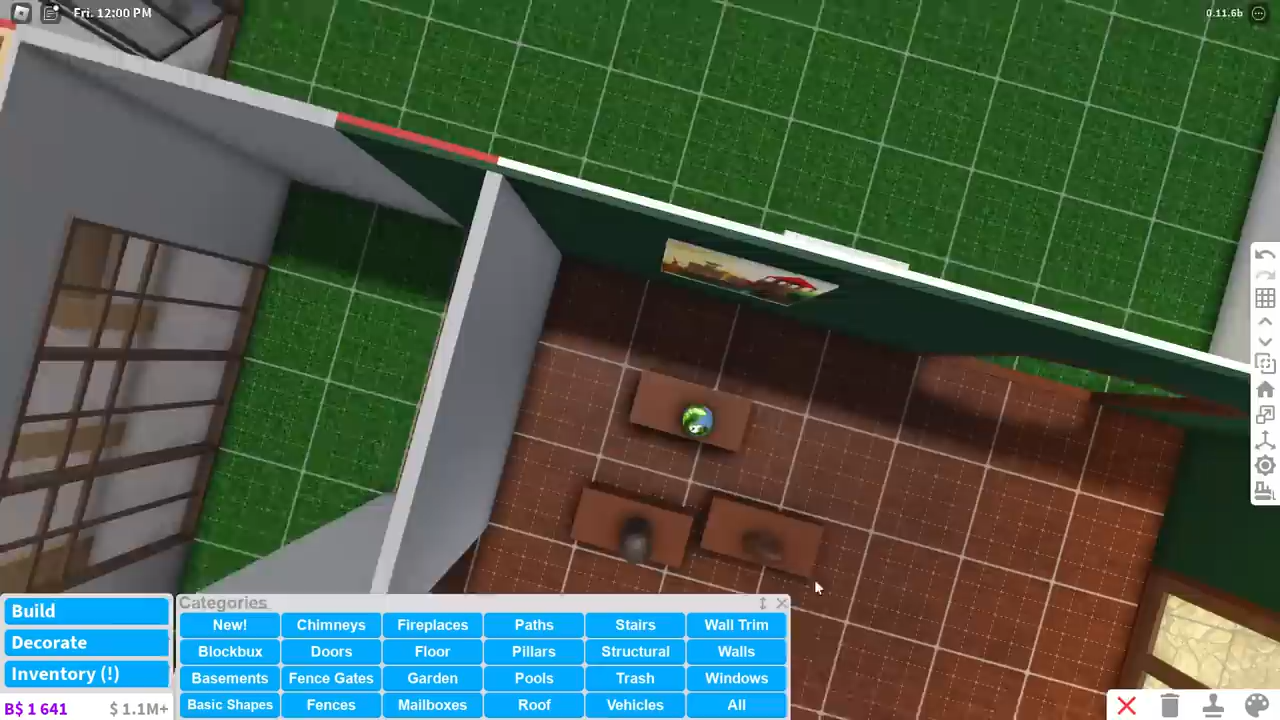 Fri. 12:00 PM
0.11.6b
Build
Decorate
Inventory (!)
B$ 1 641 $ 1.1M+
Categories
New! Chimneys Fireplaces Paths Stairs Wall Trim
Blockbux Doors Floor Pillars Structural Walls
Basements Fence Gates Garden Pools Trash Windows
Basic Shapes Fences Mailboxes Roof Vehicles All